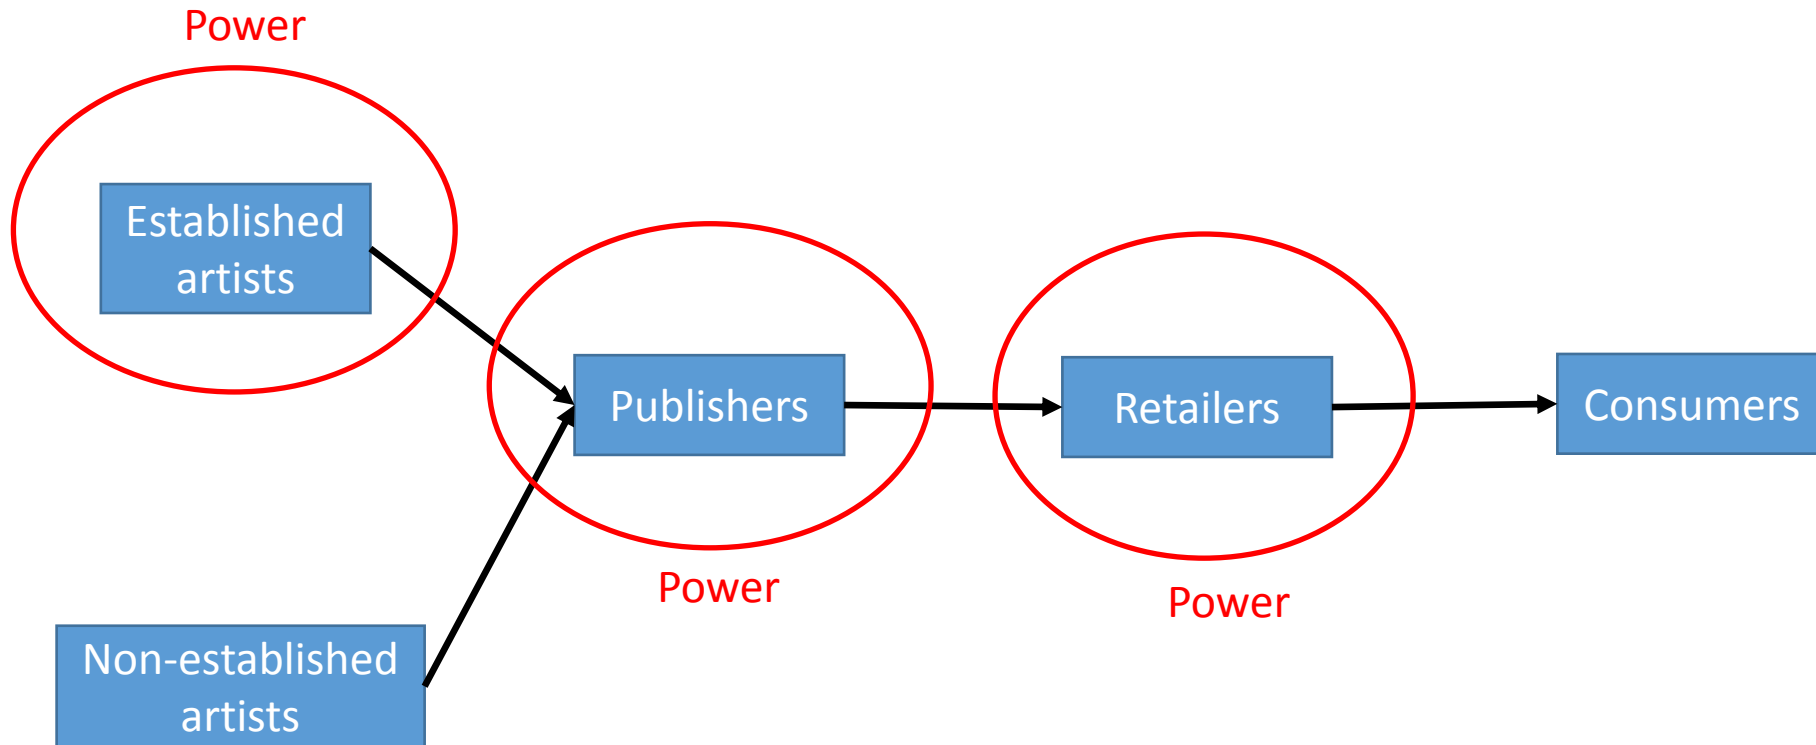 Power
Established
artists
Publishers
Retailers
Consumers
Power
Power
Non-established
artists